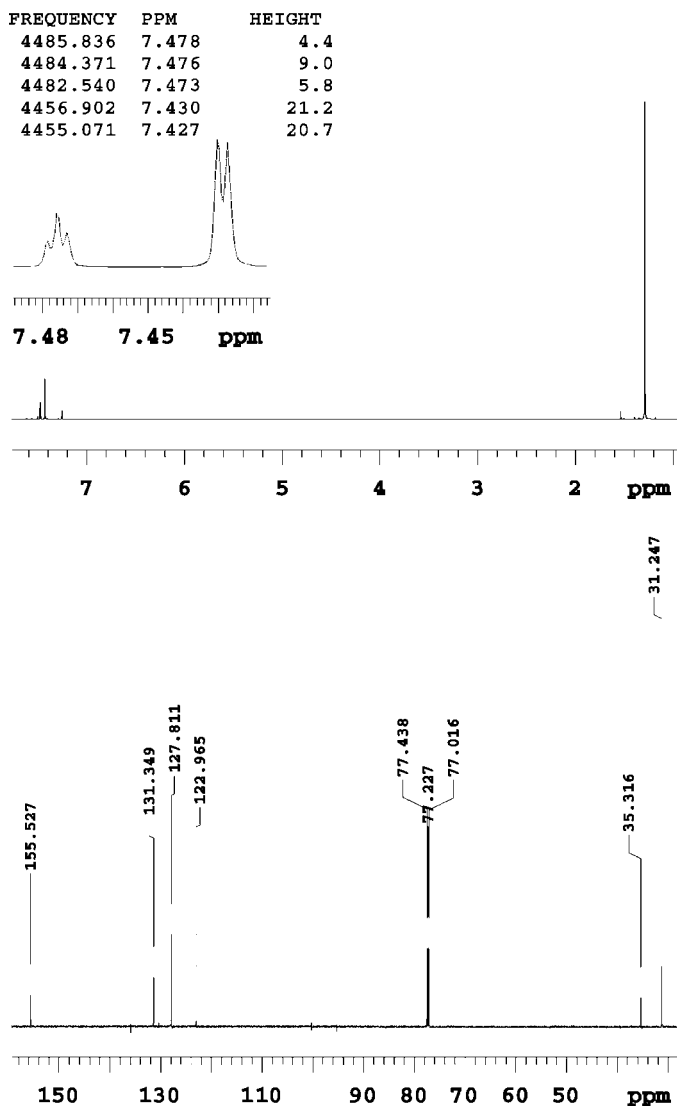 FREQUENCY PPM HEIGHT
4485.836 7.478 4.4
4484.371 7.476 9.0
4482.540 7.473 5.8
4456.902 7.430 21.2
4455.071 7.427 20.7
7.48 7.45 ppm
7 6 5 4 3 2 ppm
31.247
155.527
131.349
127.811
122.965
77.438
77.227
77.016
35.316
150 130 110 90 80 70 60 50 ppm